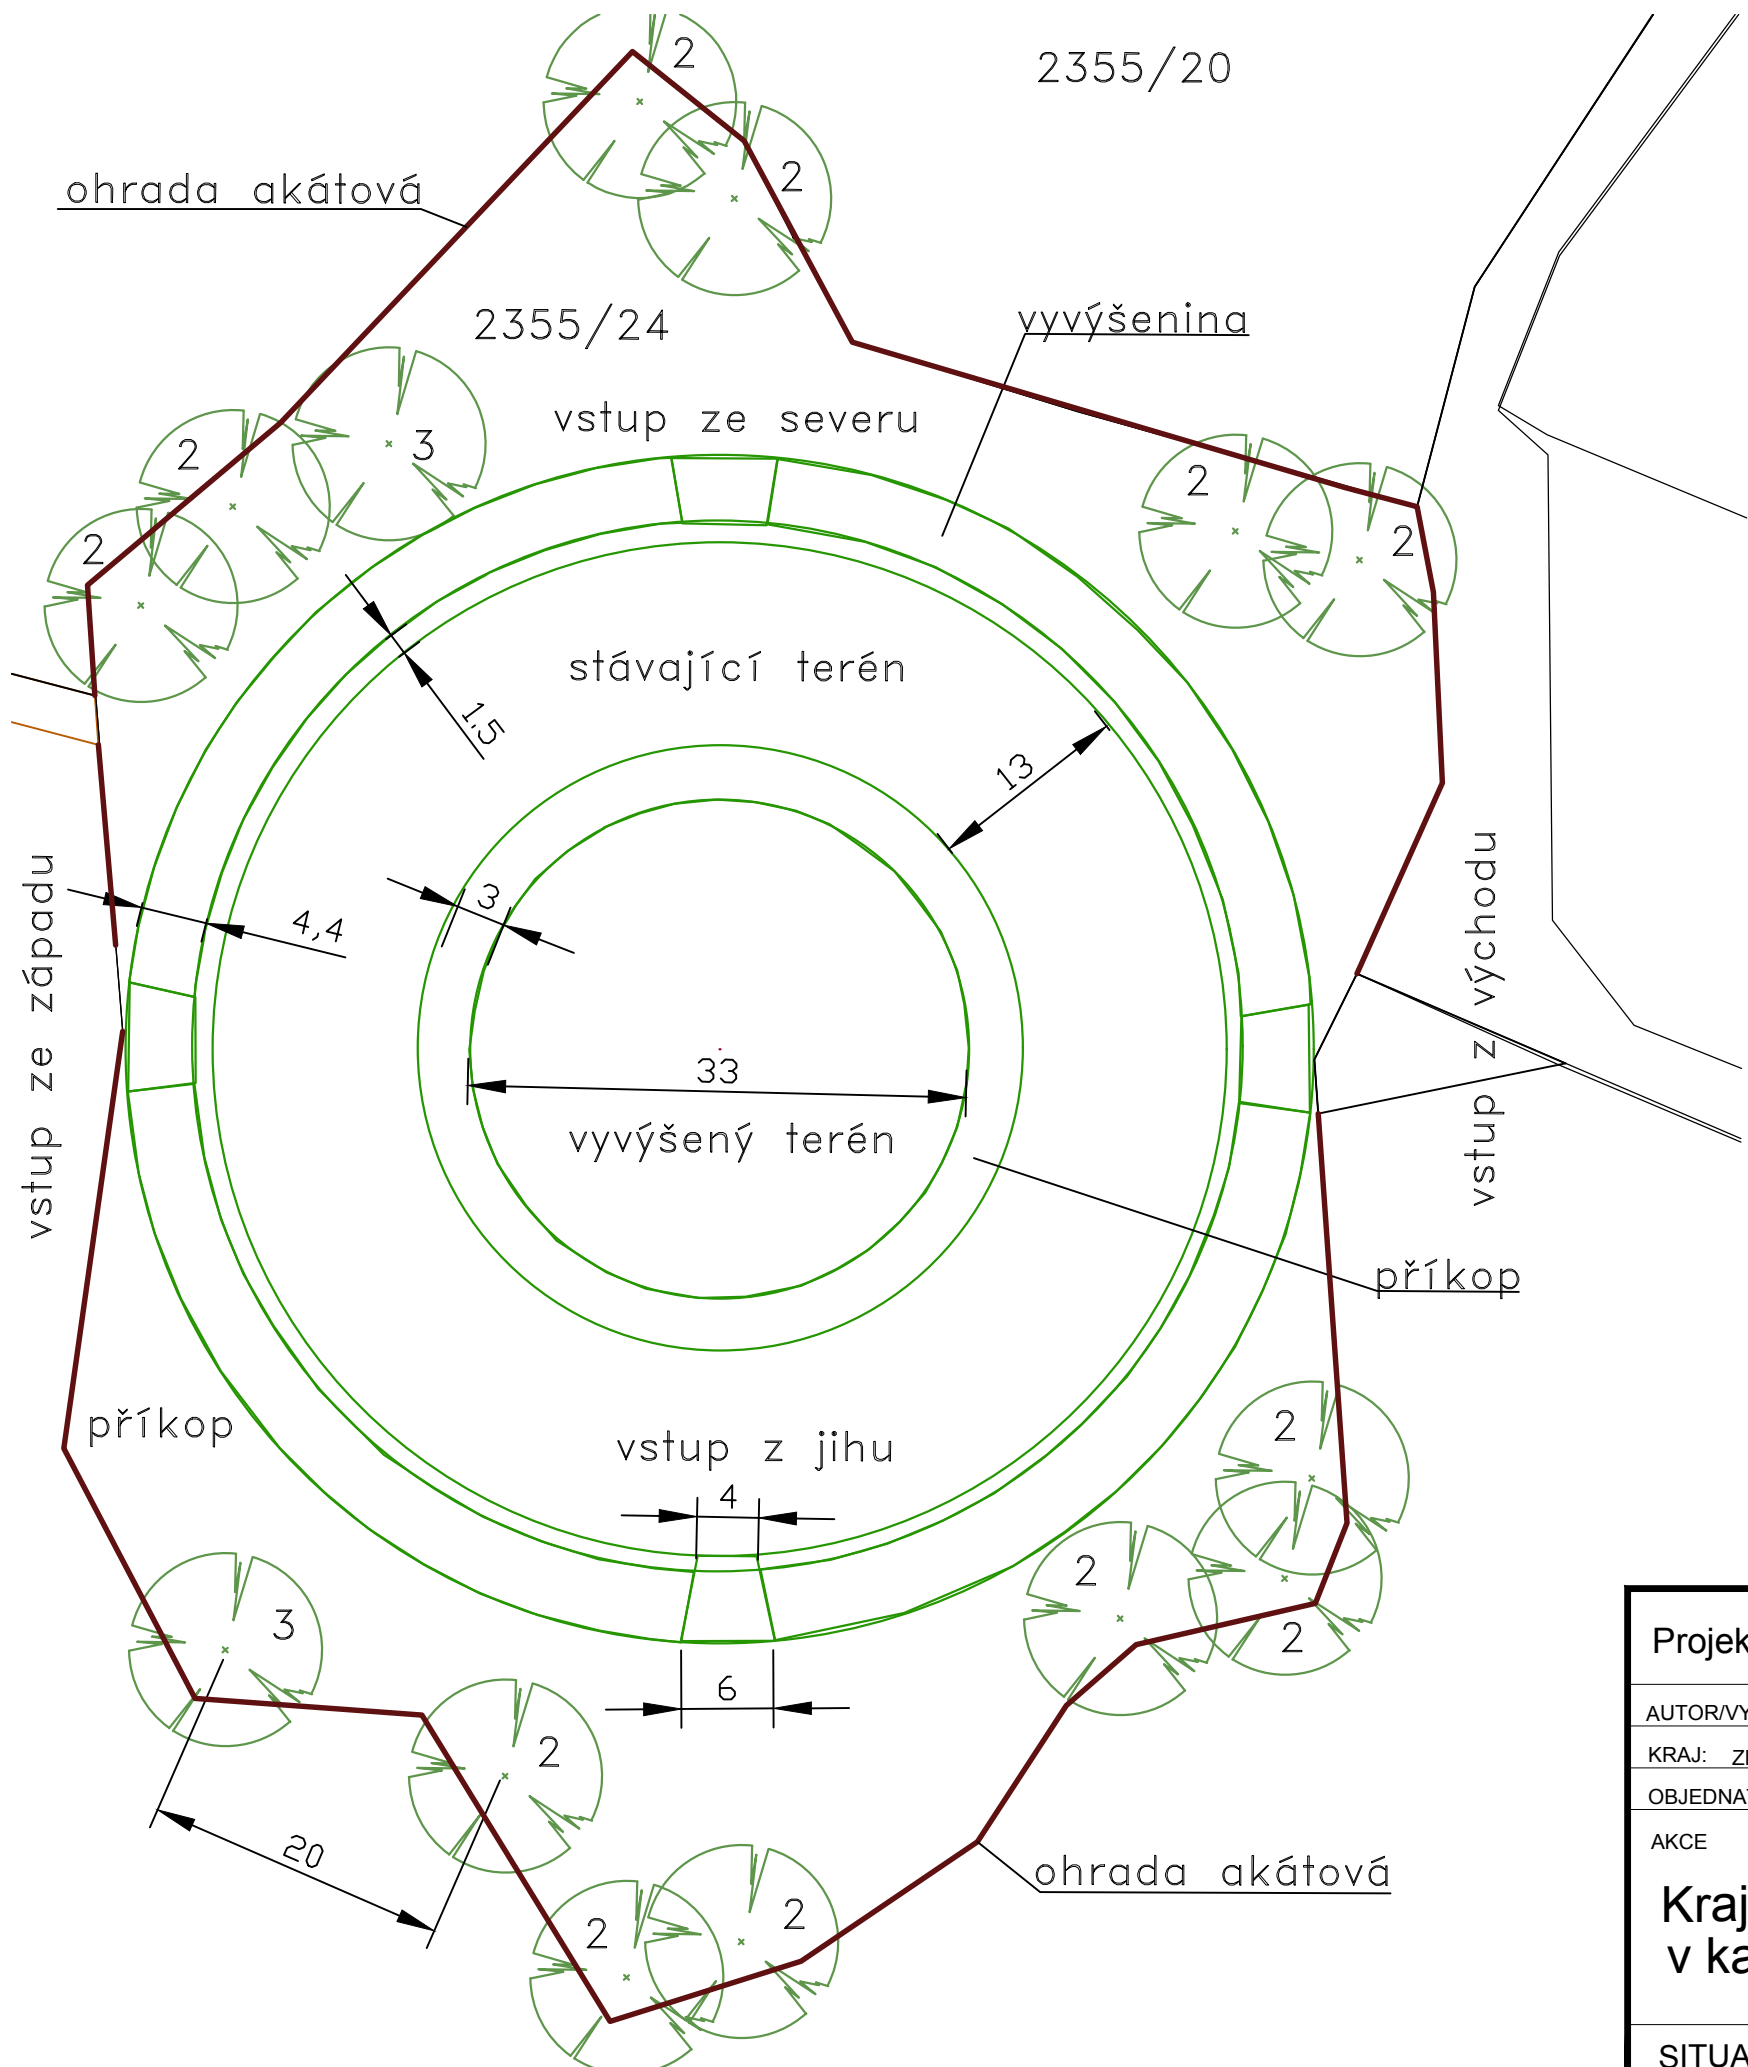 2
2355/20
2
ohrada akátová
2355/24
vyvýšenina
vstup ze severu
3
2
2
2
2
stávající terén
1,5
13
3
4,4
vstup ze západu
vstup z východu
33
vyvýšený terén
příkop
příkop
vstup z jihu
4
2
2
2
3
6
2
20
ohrada akátová
2
2
Projek
AUTOR/VY
KRAJ:
OBJEDNA
AKCE
Kraj
v ka
SITUA